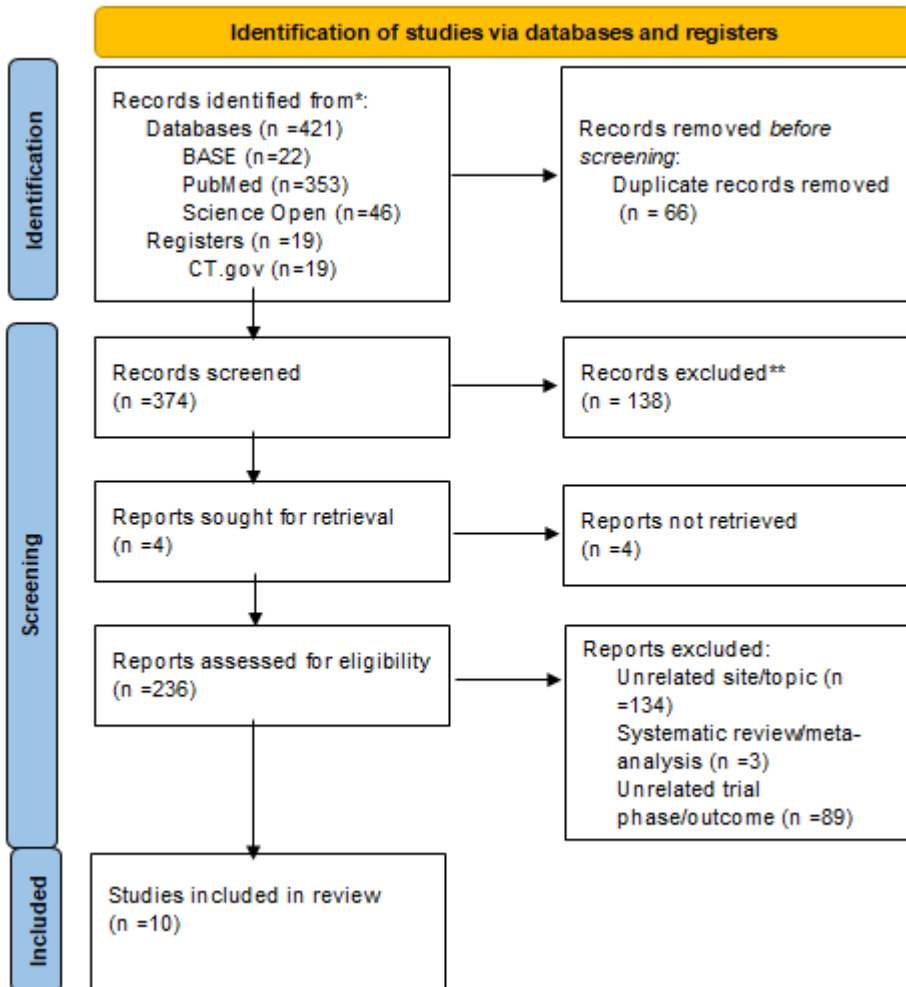 Identification of studies via databases and registers
Identification
Records identified from*:
Databases (n =421)
BASE (n=22)
PubMed (n=353)
Science Open (n=46)
Registers (n =19)
CT.gov (n=19)
Records removed before
screening:
Duplicate records removed
(n = 66)
Screening
Records screened
(n =374)
Records excluded**
(n = 138)
Reports sought for retrieval
(n =4)
Reports not retrieved
(n =4)
Reports assessed for eligibility
(n =236)
Reports excluded:
Unrelated site/topic (n
=134)
Systematic review/meta-
analysis (n =3)
Unrelated trial
phase/outcome (n =89)
Included
Studies included in review
(n =10)